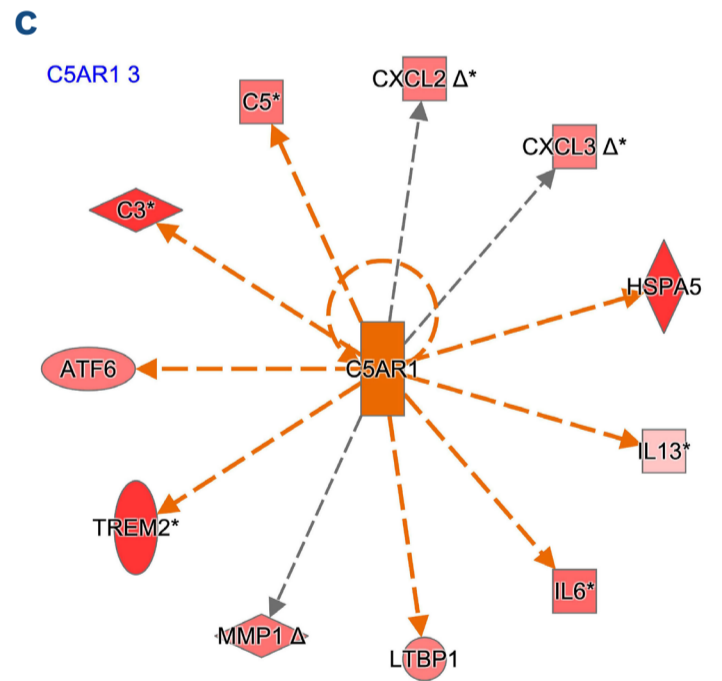 C
C5AR1 3
CXCL2 Δ*
C5*
CXCL3 Δ*
C3*
HSPA5
ATF6
C5AR1
IL13*
TREM2*
IL6*
MMP1 Δ
LTBP1